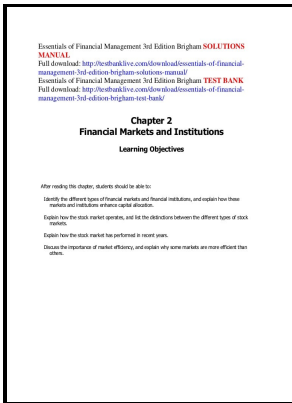 Essentials of Financial Management 3rd Edition Brigham SOLUTIONS
MANUAL
Full download: http://testbanklive.com/download/essentials-of-financial-
management-3rd-edition-brigham-solutions-manual/
Essentials of Financial Management 3rd Edition Brigham TEST BANK
Full download: http://testbanklive.com/download/essentials-of-financial-
management-3rd-edition-brigham-test-bank/
Chapter 2
Financial Markets and Institutions
Learning Objectives
After reading this chapter, students should be able to:
Identify the different types of financial markets and financial institutions, and explain how these
markets and institutions enhance capital allocation.
Explain how the stock market operates, and list the distinctions between the different types of stock
markets.
Explain how the stock market has performed in recent years.
Discuss the importance of market efficiency, and explain why some markets are more efficient than
others.